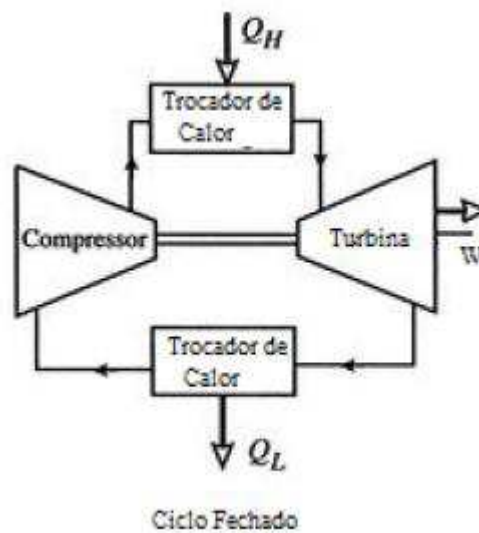 Q_H
Trocador de
Calor
Compressor
Turbina
W
Trocador de
Calor
Q_L
Ciclo Fechado